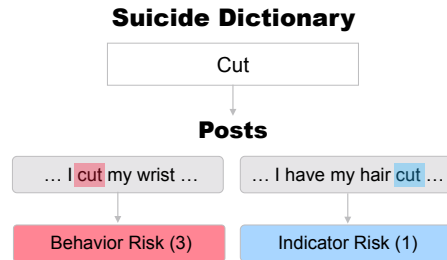 Suicide Dictionary
Cut
Posts
… I cut my wrist …
… I have my hair cut …
Behavior Risk (3)
Indicator Risk (1)